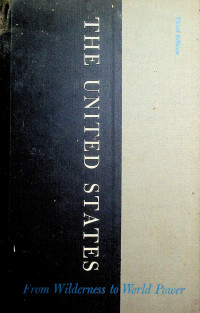 Third Edition
THE UNITED STATES
From Wilderness to World Power